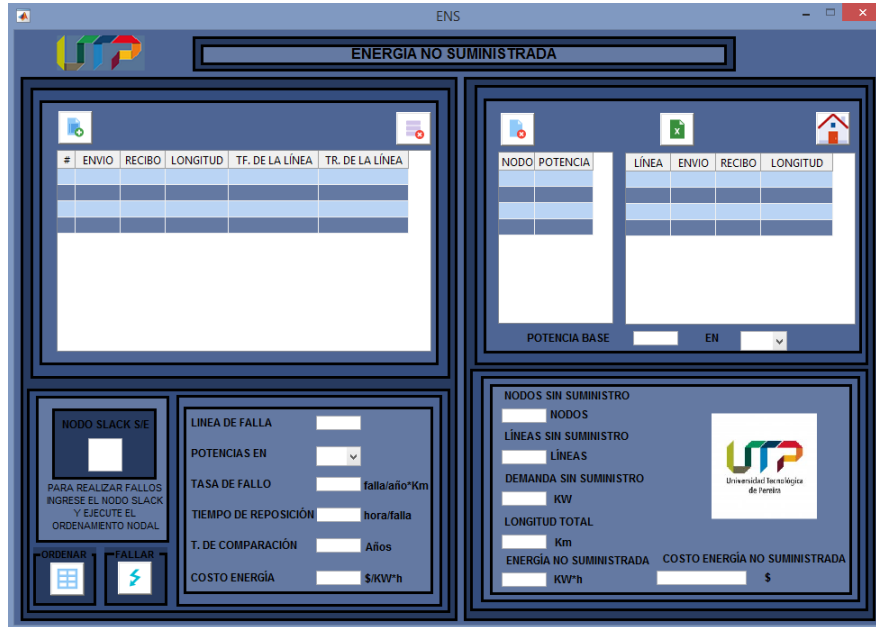 ENS
UTP
ENERGIA NO SUMINISTRADA
# ENVIO RECIBO LONGITUD TF. DE LA LÍNEA TR. DE LA LÍNEA
NODO POTENCIA
LÍNEA ENVIO RECIBO LONGITUD
POTENCIA BASE EN
NODO SLACK S/E
PARA REALIZAR FALLOS
INGRESE EL NODO SLACK
Y EJECUTE EL
ORDENAMIENTO NODAL
ORDENAR FALLAR
LINEA DE FALLA
POTENCIAS EN
TASA DE FALLO falla/año*Km
TIEMPO DE REPOSICIÓN hora/falla
T. DE COMPARACIÓN Años
COSTO ENERGÍA $/KW*h
NODOS SIN SUMINISTRO
NODOS
LÍNEAS SIN SUMINISTRO
LÍNEAS
DEMANDA SIN SUMINISTRO
KW
LONGITUD TOTAL
Km
ENERGÍA NO SUMINISTRADA COSTO ENERGÍA NO SUMINISTRADA
KW*h $
UTP
Universidad Tecnológica
de Pereira